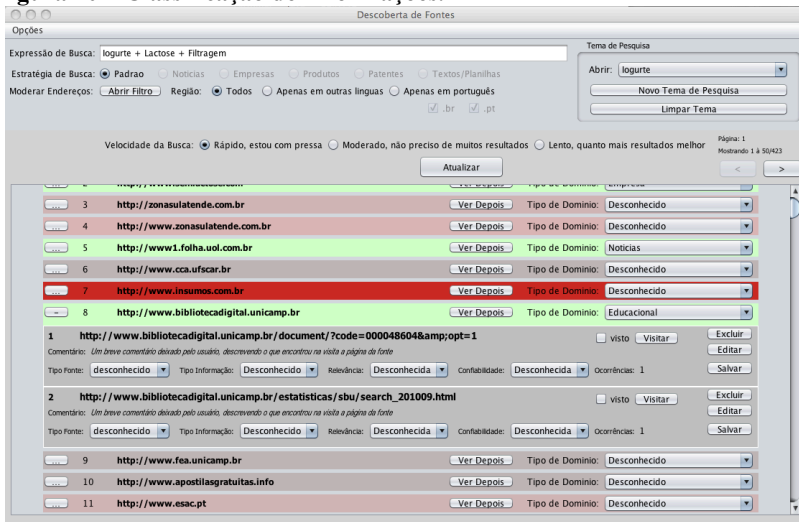 Descoberta de Fontes
Opções
Expressão de Busca: Iogurte + Lactose + Filtragem
Tema de Pesquisa
Abrir: Iogurte
Novo Tema de Pesquisa
Limpar Tema
Estratégia de Busca: Padrao Noticias Empresas Produtos Patentes Textos/Planilhas
Moderar Endereços: Abrir Filtro Região: Todos Apenas em outras linguas Apenas em português
.br .pt
Velocidade da Busca: Rápido, estou com pressa Moderado, não preciso de muitos resultados Lento, quanto mais resultados melhor
Página: 1
Mostrando 1 à 50/423
Atualizar < >
... 3 http://zonasulatende.com.br Ver Depois Tipo de Dominio: Desconhecido
... 4 http://www.zonasulatende.com.br Ver Depois Tipo de Dominio: Desconhecido
... 5 http://www1.folha.uol.com.br Ver Depois Tipo de Dominio: Noticias
... 6 http://www.cca.ufscar.br Ver Depois Tipo de Dominio: Desconhecido
... 7 http://www.insumos.com.br Ver Depois Tipo de Dominio: Desconhecido
- 8 http://www.bibliotecadigital.unicamp.br Ver Depois Tipo de Dominio: Educacional
1 http://www.bibliotecadigital.unicamp.br/document/?code=000048604&amp;opt=1 visto Visitar Excluir
Comentário: Um breve comentário deixado pelo usuário, descrevendo o que encontrou na visita a página da fonte Editar
Tipo Fonte: desconhecido Tipo Informação: Desconhecido Relevância: Desconhecida Confiabilidade: Desconhecida Ocorrências: 1 Salvar
2 http://www.bibliotecadigital.unicamp.br/estatisticas/sbu/search_201009.html visto Visitar Excluir
Comentário: Um breve comentário deixado pelo usuário, descrevendo o que encontrou na visita a página da fonte Editar
Tipo Fonte: desconhecido Tipo Informação: Desconhecido Relevância: Desconhecida Confiabilidade: Desconhecida Ocorrências: 1 Salvar
... 9 http://www.fea.unicamp.br Ver Depois Tipo de Dominio: Desconhecido
... 10 http://www.apostilasgratuitas.info Ver Depois Tipo de Dominio: Desconhecido
... 11 http://www.esac.pt Ver Depois Tipo de Dominio: Desconhecido